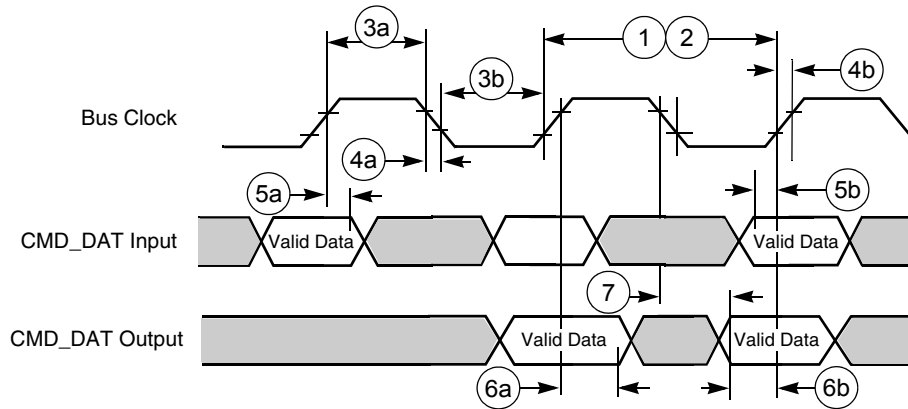 3a
1 2
3b
4b
Bus Clock
4a
5a
5b
CMD_DAT Input
Valid Data
Valid Data
7
CMD_DAT Output
Valid Data
Valid Data
6a
6b